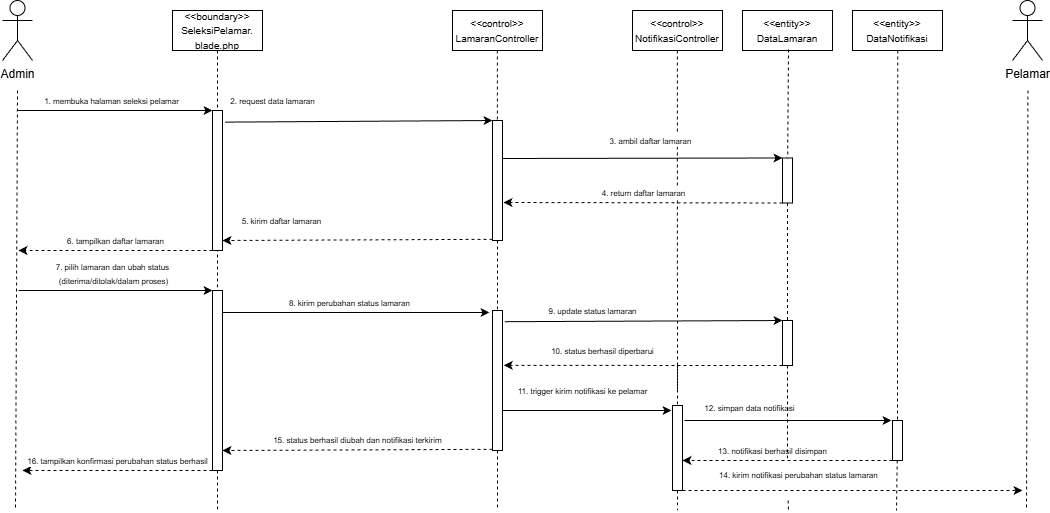 <<boundary>>
SeleksiPelamar.
blade.php
<<control>>
LamaranController
<<control>>
NotifikasiController
<<entity>>
DataLamaran
<<entity>>
DataNotifikasi
Admin
Pelamar
1. membuka halaman seleksi pelamar
2. request data lamaran
3. ambil daftar lamaran
4. return daftar lamaran
5. kirim daftar lamaran
6. tampilkan daftar lamaran
7. pilih lamaran dan ubah status
(diterima/ditolak/dalam proses)
8. kirim perubahan status lamaran
9. update status lamaran
10. status berhasil diperbarui
11. trigger kirim notifikasi ke pelamar
12. simpan data notifikasi
13. notifikasi berhasil disimpan
14. kirim notifikasi perubahan status lamaran
15. status berhasil diubah dan notifikasi terkirim
16. tampilkan konfirmasi perubahan status berhasil